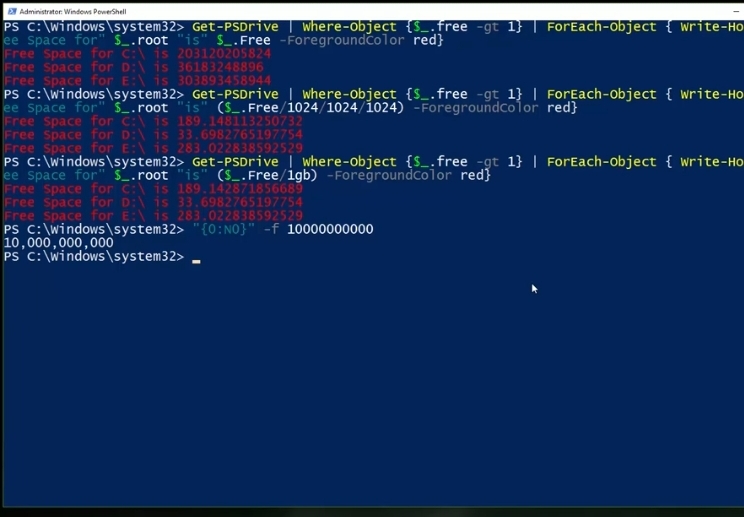 Administrator: Windows PowerShell
PS C:\Windows\system32> Get-PSDrive | Where-Object {$_.free -gt 1} | ForEach-Object { Write-Ho
ee Space for" $_.root "is" $_.Free -ForegroundColor red}
Free Space for C:\ is 203120205824
Free Space for D:\ is 36183248896
Free Space for E:\ is 303893458944
PS C:\Windows\system32> Get-PSDrive | Where-Object {$_.free -gt 1} | ForEach-Object { Write-Ho
ee Space for" $_.root "is" ($_.Free/1024/1024/1024) -ForegroundColor red}
Free Space for C:\ is 189.148113250732
Free Space for D:\ is 33.6982765197754
Free Space for E:\ is 283.022838592529
PS C:\Windows\system32> Get-PSDrive | Where-Object {$_.free -gt 1} | ForEach-Object { Write-Ho
ee Space for" $_.root "is" ($_.Free/1gb) -ForegroundColor red}
Free Space for C:\ is 189.142871856689
Free Space for D:\ is 33.6982765197754
Free Space for E:\ is 283.022838592529
PS C:\Windows\system32> "{0:N0}" -f 10000000000
10,000,000,000
PS C:\Windows\system32>